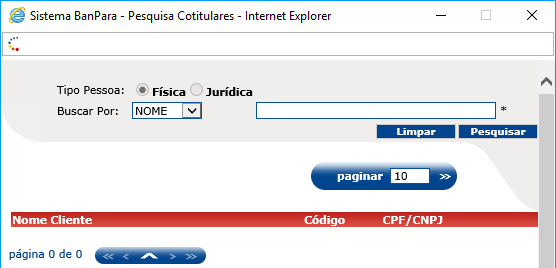 Sistema BanPara - Pesquisa Cotitulares - Internet Explorer
Tipo Pessoa: Física Jurídica
Buscar Por: NOME *
Limpar Pesquisar
paginar 10 >>
Nome Cliente Código CPF/CNPJ
página 0 de 0 << < > >>